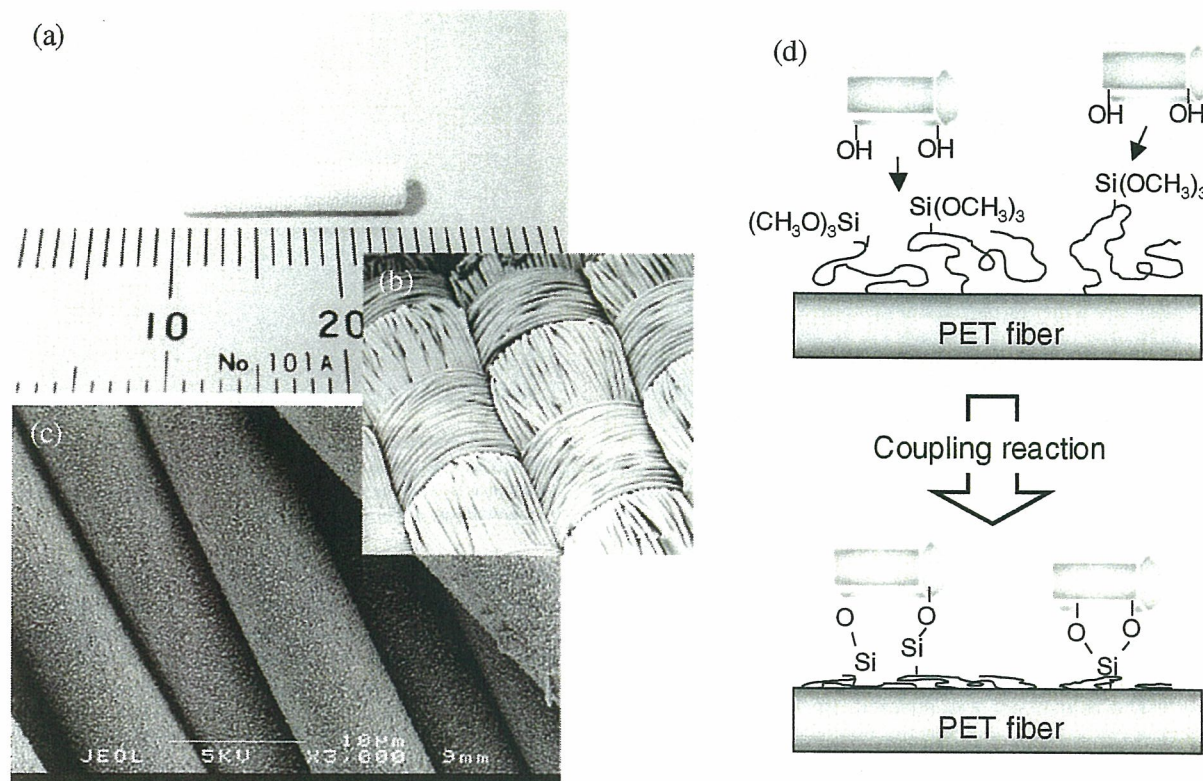 (a)
10 20
No 101A
(b)
(c)
JEOL 5KV X3,000 10μm 9mm
(d)
OH OH
OH OH
Si(OCH₃)₃
(CH₃O)₃Si
Si(OCH₃)₃
PET fiber
Coupling reaction
O O
Si Si
O O
Si
PET fiber